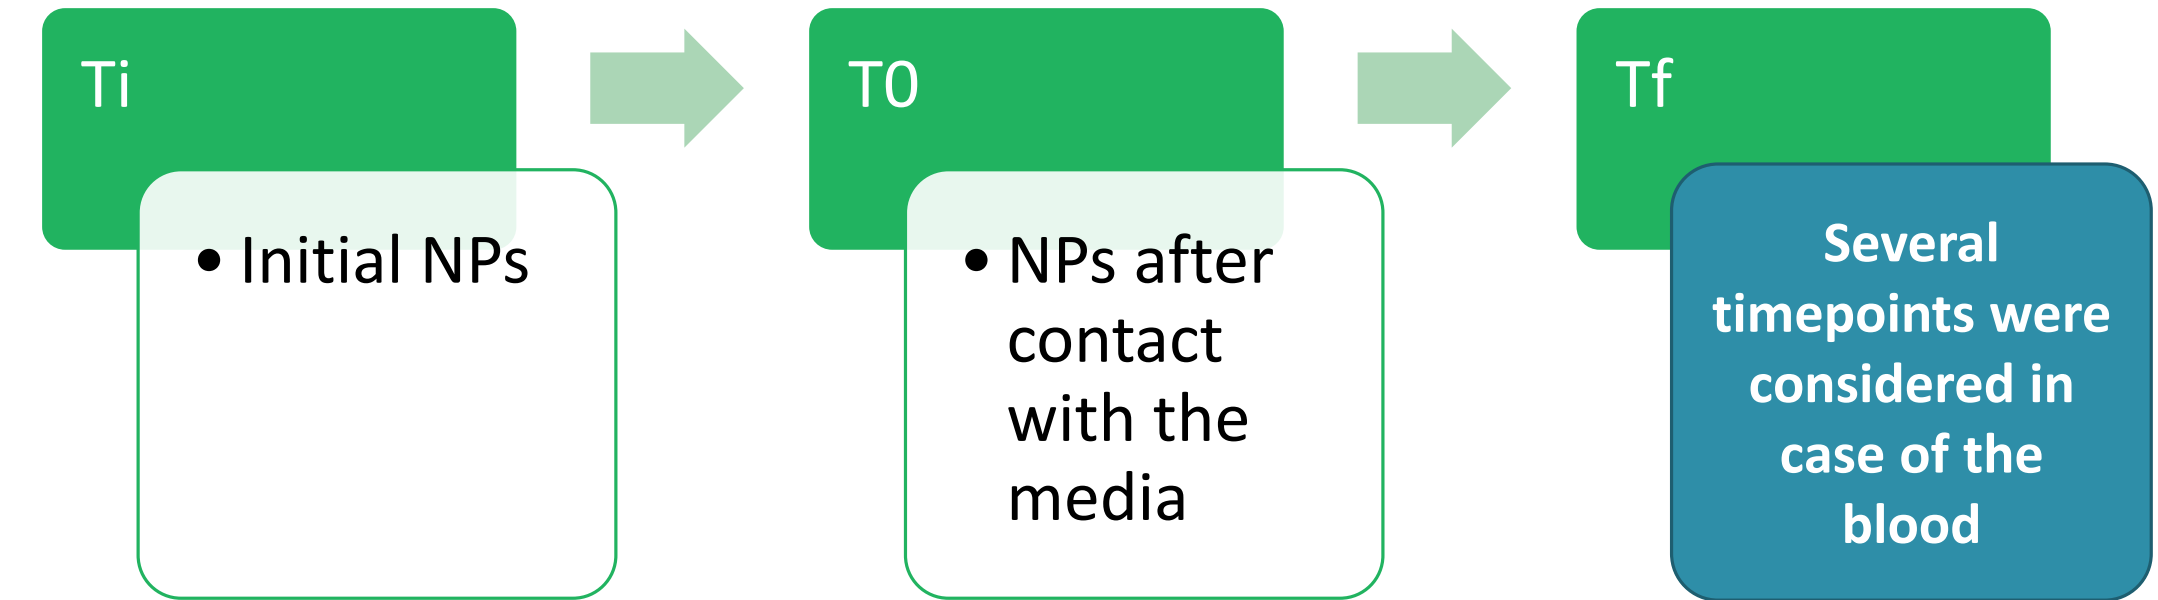 Ti
• Initial NPs
T0
• NPs after
contact
with the
media
Tf
Several
timepoints were
considered in
case of the
blood